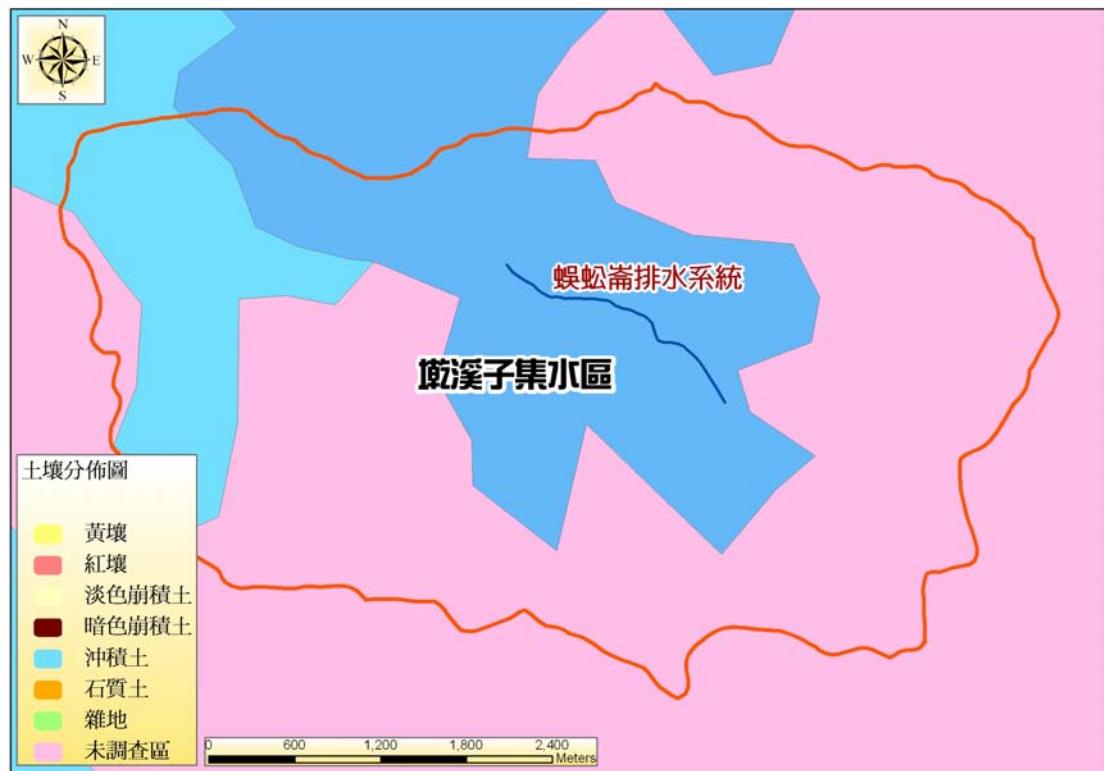 N
W E
S
蜈蚣崙排水系統
墘溪子集水區
土壤分佈圖
黃壤
紅壤
淡色崩積土
暗色崩積土
沖積土
石質土
雜地
未調查區
0 600 1,200 1,800 2,400
Meters